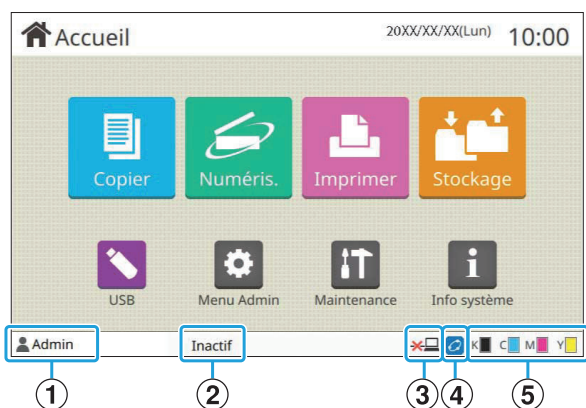 Accueil
20XX/XX/XX(Lun) 10:00
Copier Numéris. Imprimer Stockage
USB Menu Admin Maintenance Info système
Admin Inactif K C M Y
1 2 3 4 5